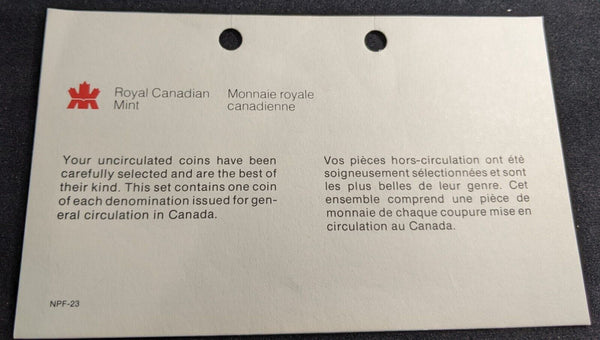 Royal Canadian
Mint
Monnaie royale
canadienne
Your uncirculated coins have been
carefully selected and are the best of
their kind. This set contains one coin
of each denomination issued for gen-
eral circulation in Canada.
Vos pièces hors-circulation ont été
soigneusement sélectionnées et sont
les plus belles de leur genre. Cet
ensemble comprend une pièce de
monnaie de chaque coupure mise en
circulation au Canada.
NPF-23